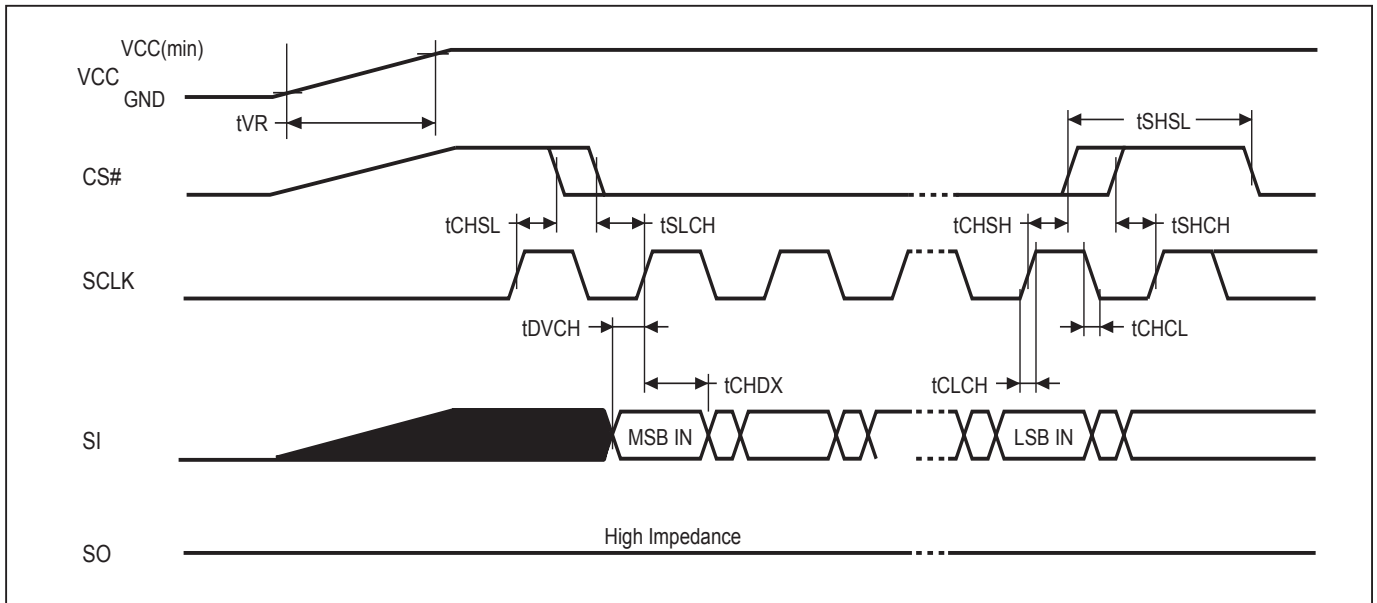 VCC(min)
VCC
GND
tVR
tSHSL
CS#
tCHSL
tSLCH
tCHSH
tSHCH
SCLK
tDVCH
tCHCL
tCHDX
tCLCH
SI
MSB IN
LSB IN
High Impedance
SO